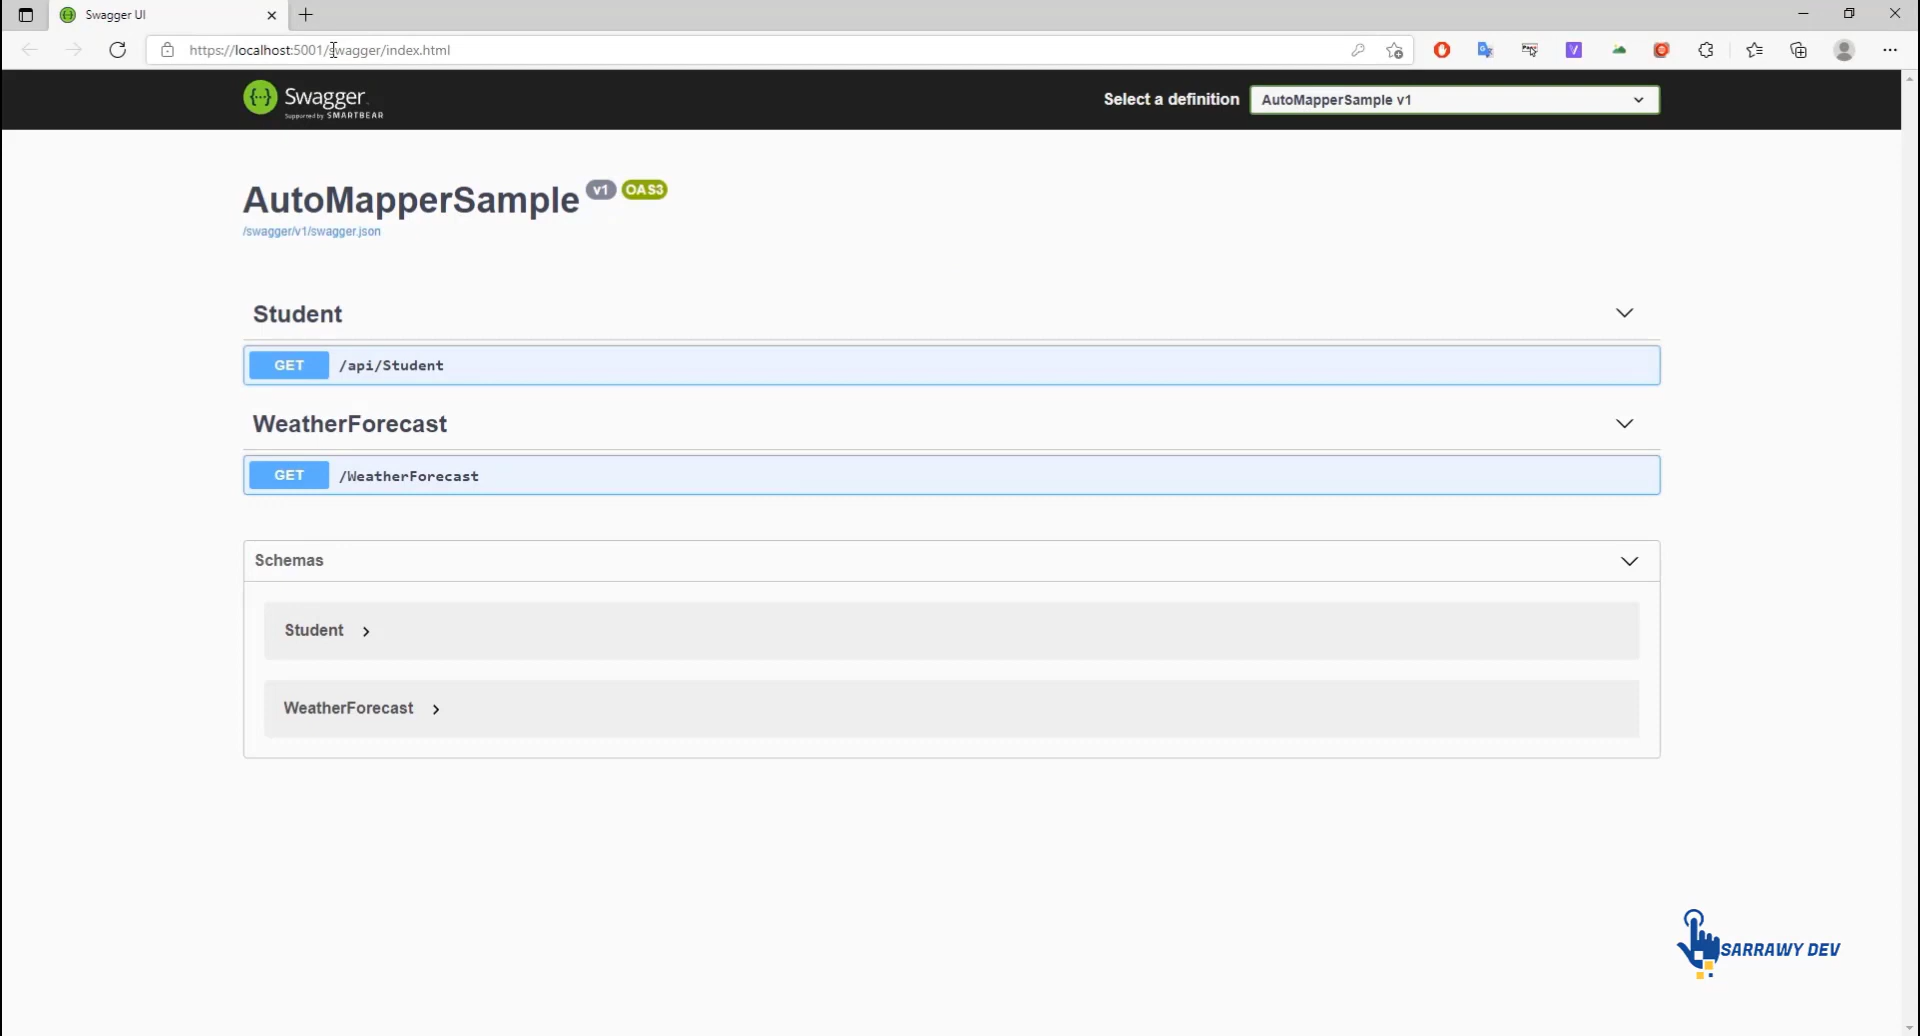 Swagger UI
https://localhost:5001/swagger/index.html
Swagger
Supported by SMARTBEAR
Select a definition
AutoMapperSample v1
AutoMapperSample v1 OAS3
/swagger/v1/swagger.json
Student
GET /api/Student
WeatherForecast
GET /WeatherForecast
Schemas
Student
WeatherForecast
SARRAWY DEV